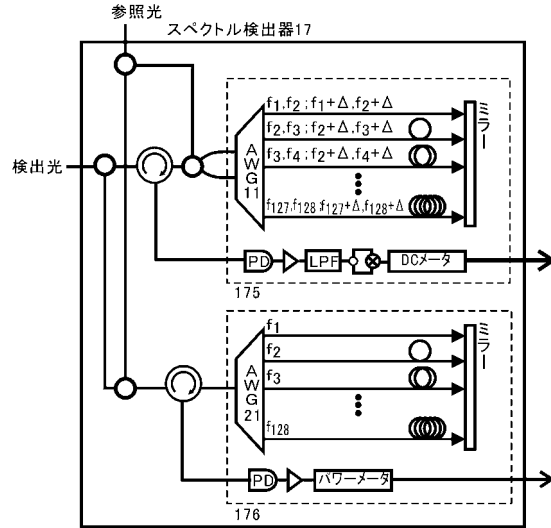 参照光
スペクトル検出器17
検出光
AWG11
f1,f2;f1+Δ,f2+Δ
f2,f3;f2+Δ,f3+Δ
f3,f4;f2+Δ,f4+Δ
f127,f128,f127+Δ,f128+Δ
ミラー
PD
LPF
DCメータ
175
AWG21
f1
f2
f3
f128
ミラー
PD
パワーメータ
176